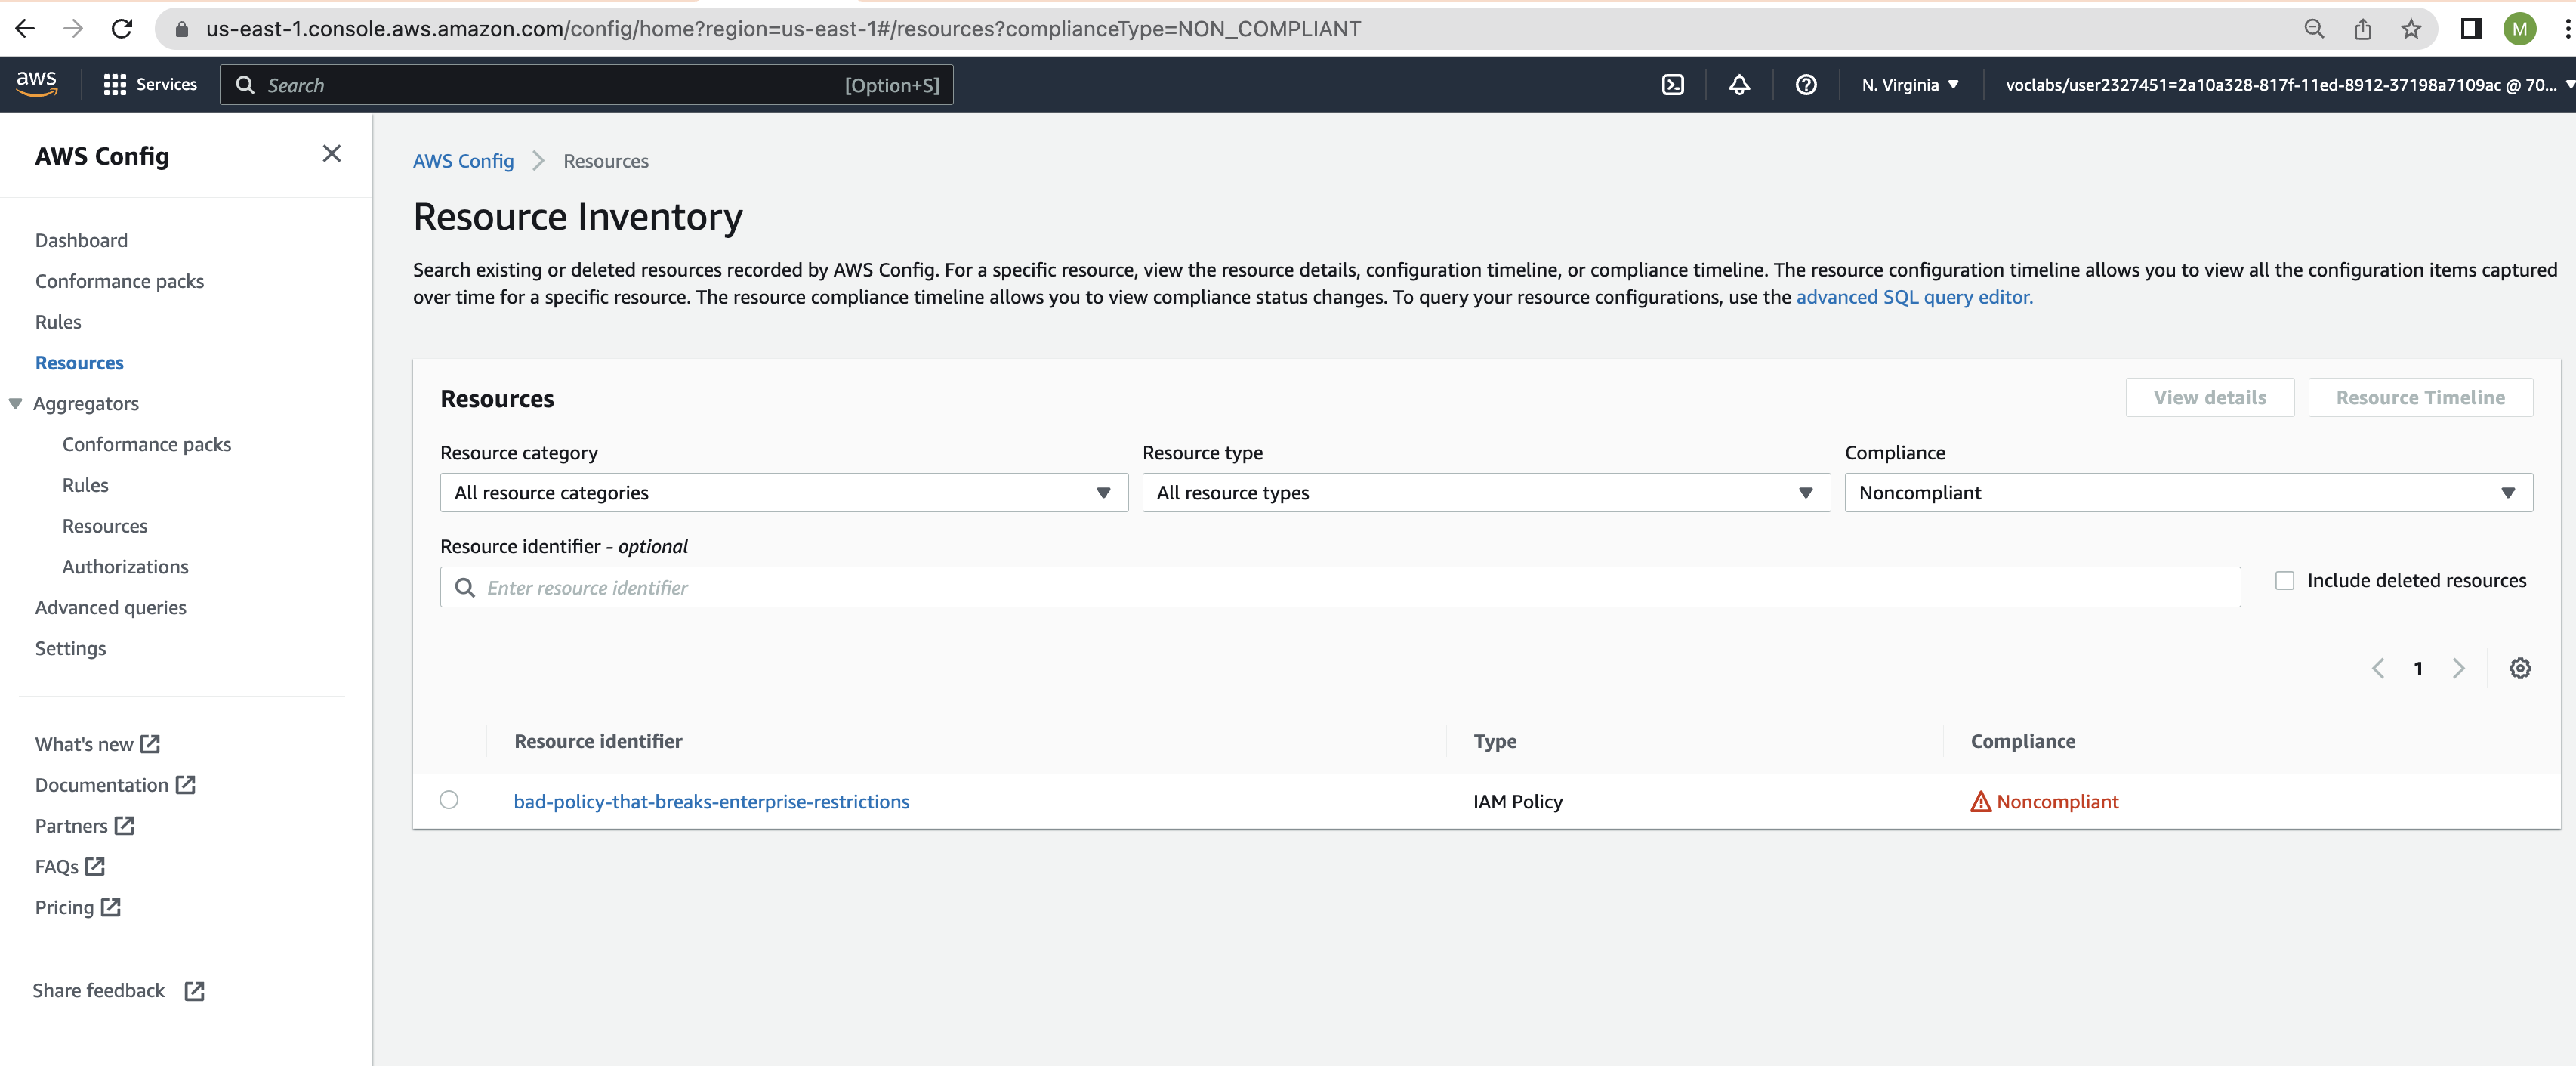 us-east-1.console.aws.amazon.com/config/home?region=us-east-1#/resources?complianceType=NON_COMPLIANT
M
aws
Services
Search
[Option+S]
N. Virginia
voclabs/user2327451=2a10a328-817f-11ed-8912-37198a7109ac @ 70...
AWS Config
Dashboard
Conformance packs
Rules
Resources
Aggregators
Conformance packs
Rules
Resources
Authorizations
Advanced queries
Settings
What's new
Documentation
Partners
FAQs
Pricing
Share feedback
AWS Config
Resources
Resource Inventory
Search existing or deleted resources recorded by AWS Config. For a specific resource, view the resource details, configuration timeline, or compliance timeline. The resource configuration timeline allows you to view all the configuration items captured
over time for a specific resource. The resource compliance timeline allows you to view compliance status changes. To query your resource configurations, use the advanced SQL query editor.
Resources
View details
Resource Timeline
Resource category
Resource type
Compliance
All resource categories
All resource types
Noncompliant
Resource identifier - optional
Enter resource identifier
Include deleted resources
1
Resource identifier
Type
Compliance
bad-policy-that-breaks-enterprise-restrictions
IAM Policy
Noncompliant